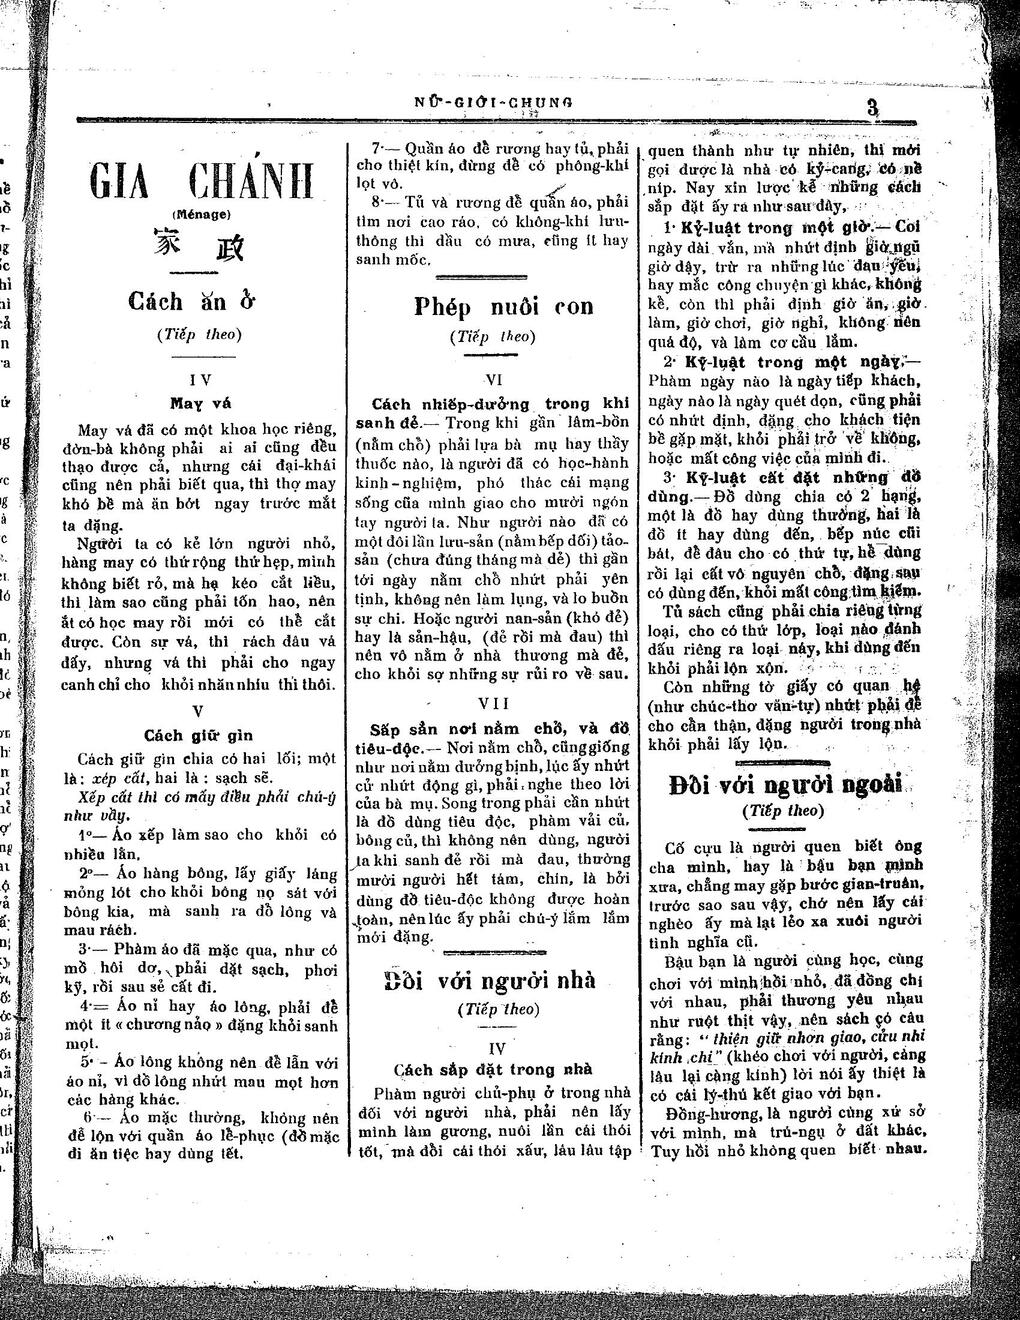 NỮ-GIỚI-CHUNG
3
GIA CHÁNH
(Ménage)
家 政
Cách ăn ở
(Tiếp theo)
IV
May vá
May vá đã có một khoa học riêng,
đờn-bà không phải ai ai cũng đều
thạo được cả, nhưng cái đại-khái
cũng nên phải biết qua, thì thợ may
khó bề mà ăn bớt ngay trước mắt
ta đặng.
Người ta có kẻ lớn người nhỏ,
hàng may có thứ rộng thứ hẹp, mình
không biết rỏ, mà hẹ kéo cắt liều,
thì làm sao cũng phải tốn hao, nên
ắt có học may rồi mới có thể cắt
được. Còn sự vá, thì rách đâu vá
đấy, nhưng vá thì phải cho ngay
canh chỉ cho khỏi nhăn nhíu thì thôi.
V
Cách giữ gìn
Cách giữ gìn chia có hai lối; một
là : xếp cất, hai là : sạch sẽ.
Xếp cất thì có mấy điều phải chú-ý
như vầy.
1º— Áo xếp làm sao cho khỏi có
nhiều lằn,
2º— Áo hàng bông, lấy giấy láng
mỏng lót cho khỏi bông nọ sát với
bông kia, mà sanh ra đồ lông và
mau rách.
3·— Phàm áo đã mặc qua, như có
mồ hôi dơ, phải dặt sạch, phơi
kỹ, rồi sau sẻ cất đi.
4·— Áo nỉ hay áo lông, phải để
một ít « chương nảo » đặng khỏi sanh
mọt.
5· - Áo lông không nên để lẫn với
áo nỉ, vì đồ lông nhứt mau mọt hơn
các hàng khác.
6·— Áo mặc thường, không nên
để lộn với quần áo lễ-phục (đồ mặc
đi ăn tiệc hay dùng tết.
7·— Quần áo để rương hay tủ, phải
cho thiệt kín, đừng để có phông-khí
lọt vô.
8·— Tủ và rương để quần áo, phải
tìm nơi cao ráo, có không-khí lưu-
thông thì dầu có mưa, cũng ít hay
sanh mốc.
Phép nuôi con
(Tiếp theo)
VI
Cách nhiếp-dưởng trong khi
sanh đẻ.— Trong khi gần lâm-bồn
(nằm chỗ) phải lựa bà mụ hay thầy
thuốc nào, là người đã có học-hành
kinh-nghiệm, phó thác cái mạng
sống của mình giao cho mười ngón
tay người ta. Như người nào đã có
một đôi lần lưu-sản (nằm bếp dối) tảo-
sản (chưa đúng tháng mà đẻ) thì gần
tới ngày nằm chỗ nhứt phải yên
tịnh, không nên làm lụng, và lo buồn
sự chi. Hoặc người nan-sản (khó đẻ)
hay là sản-hậu, (đẻ rồi mà đau) thì
nên vô nằm ở nhà thương mà đẻ,
cho khỏi sợ những sự rủi ro về sau.
VII
Sắp sẳn nơi nằm chỗ, và đồ
tiêu-độc.— Nơi nằm chỗ, cũng giống
như nơi nằm dưởng bịnh, lúc ấy nhứt
cử nhứt động gì, phải nghe theo lời
của bà mụ. Song trong phải cần nhứt
là đồ dùng tiêu độc, phàm vải củ,
bông củ, thì không nên dùng, người
ta khi sanh đẻ rồi mà đau, thường
mười người hết tám, chín, là bởi
dùng đồ tiêu-độc không được hoàn
toàn, nên lúc ấy phải chú-ý lắm lắm
mới đặng.
Đối với người nhà
(Tiếp theo)
IV
Cách sắp đặt trong nhà
Phàm người chủ-phụ ở trong nhà
đối với người nhà, phải nên lấy
mình làm gương, nuôi lần cái thói
tốt, mà dồi cái thói xấu, lâu lâu tập
quen thành như tự nhiên, thì mới
gọi được là nhà có kỷ-cang, có nề
níp. Nay xin lược kể những cách
sắp đặt ấy ra như sau đây,
1· Kỷ-luật trong một giờ.— Coi
ngày dài vắn, mà nhứt định giờ ngũ
giờ dậy, trừ ra những lúc đau yếu,
hay mắc công chuyện gì khác, không
kể, còn thì phải định giờ ăn, giờ
làm, giờ chơi, giờ nghỉ, không nên
quá độ, và làm cơ cầu lắm.
2· Kỷ-luật trong một ngày.—
Phàm ngày nào là ngày tiếp khách,
ngày nào là ngày quét dọn, cũng phải
có nhứt định, đặng cho khách tiện
bề gặp mặt, khỏi phải trở về không,
hoặc mất công việc của mình đi.
3· Kỷ-luật cất đặt những đồ
dùng.— Đồ dùng chia có 2 hạng,
một là đồ hay dùng thường, hai là
đồ ít hay dùng đến, bếp núc cũi
bát, để đâu cho có thứ tự, hễ dùng
rồi lại cất vô nguyên chỗ, đặng sau
có dùng đến, khỏi mất công tìm kiếm.
Tủ sách cũng phải chia riêng từng
loại, cho có thứ lớp, loại nào đánh
dấu riêng ra loại nấy, khi dùng đến
khỏi phải lộn xộn.
Còn những tờ giấy có quan hệ
(như chúc-thơ văn-tự) nhứt phải để
cho cẩn thận, đặng người trong nhà
khỏi phải lấy lộn.
Đối với người ngoài
(Tiếp theo)
Cố cựu là người quen biết ông
cha mình, hay là bậu bạn mình
xưa, chẳng may gặp bước gian-truân,
trước sao sau vậy, chớ nên lấy cái
nghèo ấy mà lạt lẻo xa xuôi người
tình nghĩa cũ.
Bậu bạn là người cùng học, cùng
chơi với mình hồi nhỏ, đã đồng chí
với nhau, phải thương yêu nhau
như ruột thịt vậy, nên sách có câu
rằng: “ thiện giữ nhơn giao, cửu nhi
kính chi” (khéo chơi với người, càng
lâu lại càng kính) lời nói ấy thiệt là
có cái lý-thú kết giao với bạn.
Đồng-hương, là người cùng xứ sở
với mình, mà trú-ngụ ở đất khác,
Tuy hồi nhỏ không quen biết nhau.